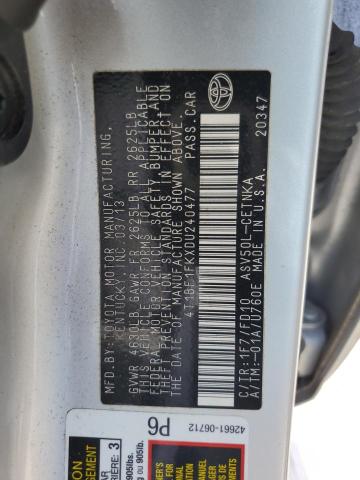 MFD.BY: TOYOTA MOTOR MANUFACTURING,
KENTUCKY, INC. 03/13
GVWR 4630LB GAWR FR 2625LB RR 2625LB
THIS VEHICLE CONFORMS TO ALL APPLICABLE
FEDERAL MOTOR VEHICLE SAFETY, BUMPER, AND
THEFT PREVENTION STANDARDS IN EFFECT ON
THE DATE OF MANUFACTURE SHOWN ABOVE.
4T1BF1FKXDU240477 PASS.CAR
C/TR:1F7/FD10 ASV50L-CETNKA
A/TM:-01A/U760E MADE IN U.S.A.
20347
42661-06712
P6